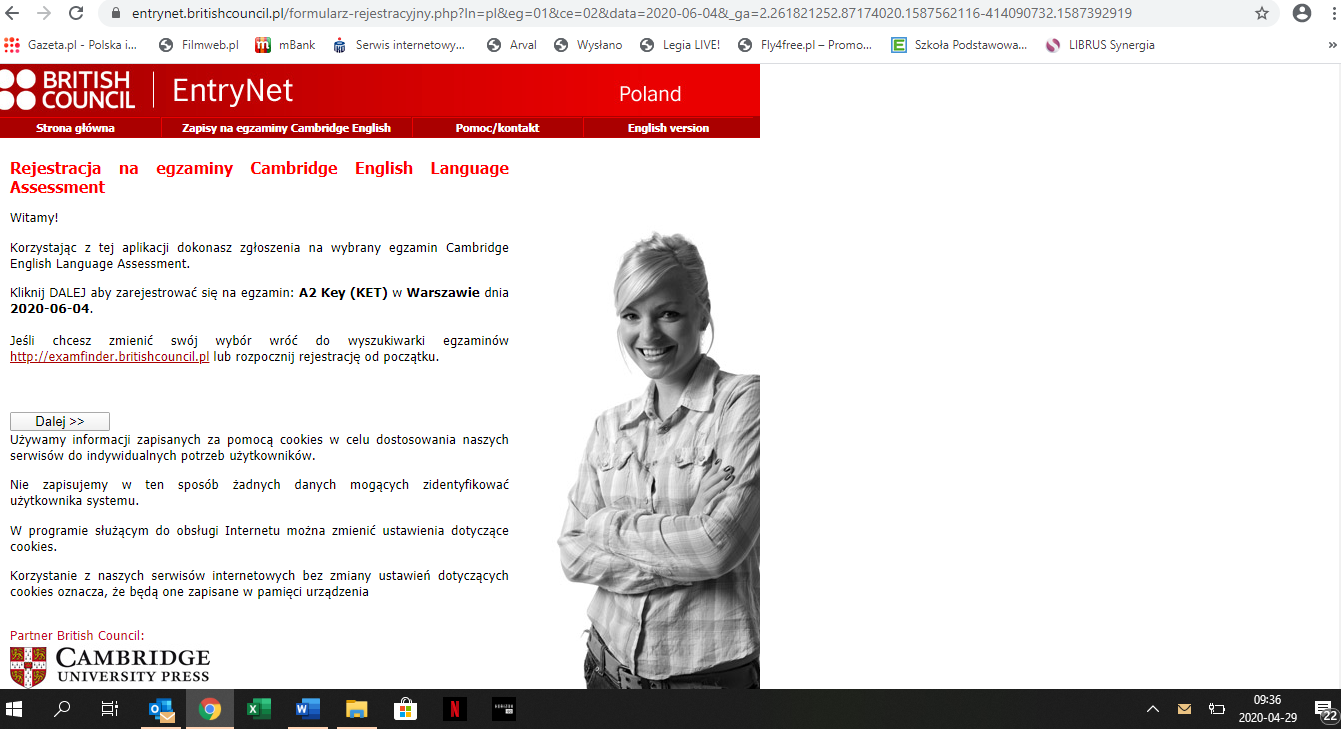 entrynet.britishcouncil.pl/formularz-rejestracyjny.php?ln=pl&eg=01&ce=02&data=2020-06-04&_ga=2.261821252.87174020.1587562116-414090732.1587392919
Gazeta.pl - Polska i... Filmweb.pl mBank Serwis internetowy... Arval Wysłano Legia LIVE! Fly4free.pl – Promo... Szkoła Podstawowa... LIBRUS Synergia »
BRITISH
COUNCIL
EntryNet
Poland
Strona główna Zapisy na egzaminy Cambridge English Pomoc/kontakt English version
Rejestracja na egzaminy Cambridge English Language
Assessment
Witamy!
Korzystając z tej aplikacji dokonasz zgłoszenia na wybrany egzamin Cambridge
English Language Assessment.
Kliknij DALEJ aby zarejestrować się na egzamin: A2 Key (KET) w Warszawie dnia
2020-06-04.
Jeśli chcesz zmienić swój wybór wróć do wyszukiwarki egzaminów
http://examfinder.britishcouncil.pl lub rozpocznij rejestrację od początku.
Dalej >>
Używamy informacji zapisanych za pomocą cookies w celu dostosowania naszych
serwisów do indywidualnych potrzeb użytkowników.
Nie zapisujemy w ten sposób żadnych danych mogących zidentyfikować
użytkownika systemu.
W programie służącym do obsługi Internetu można zmienić ustawienia dotyczące
cookies.
Korzystanie z naszych serwisów internetowych bez zmiany ustawień dotyczących
cookies oznacza, że będą one zapisane w pamięci urządzenia
Partner British Council:
CAMBRIDGE
UNIVERSITY PRESS
09:36
2020-04-29
22